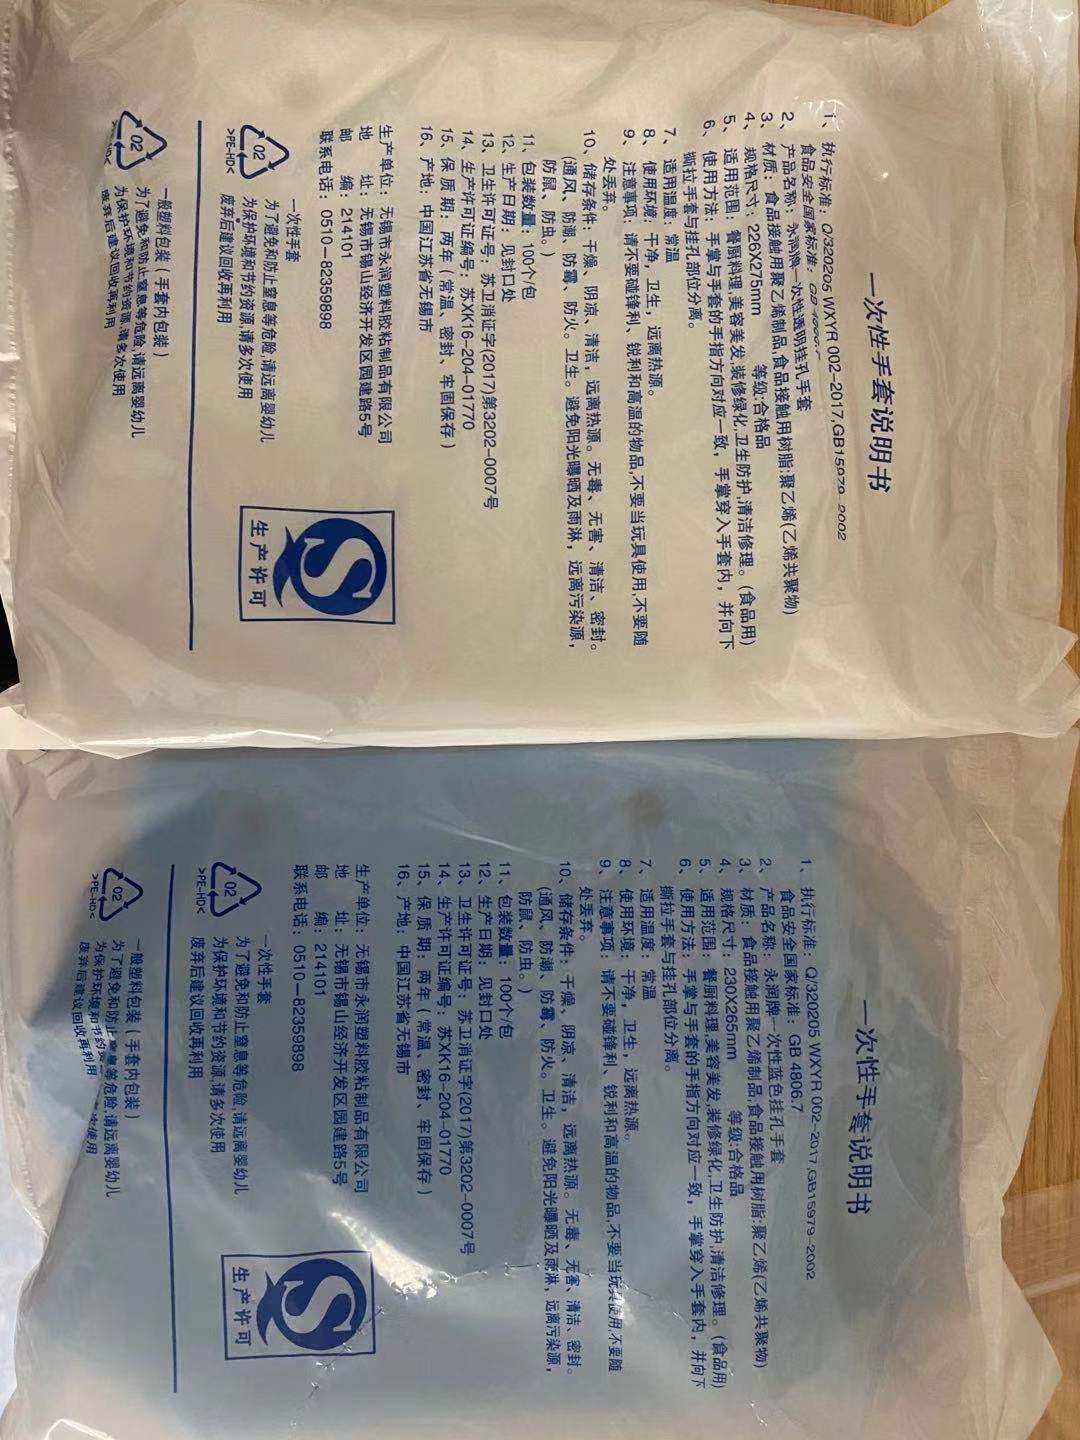 一次性手套说明书
1、执行标准：Q/320205 WXYR 002-2017,GB15979-2002
食品安全国家标准：GB 4806.7
2、产品名称：永润牌一次性透明挂孔手套
3、材质：食品接触用聚乙烯制品,食品接触用树脂:聚乙烯(乙烯共聚物)
4、规格尺寸：226X275mm 等级:合格品
5、适用范围：餐厨料理,美容美发,装修绿化,卫生防护,清洁修理。(食品用)
6、使用方法：手掌与手套的手指方向对应一致，手掌穿入手套内，并向下
撕拉手套与挂孔部位分离。
7、适用温度：常温
8、使用环境：干净，卫生，远离热源。
9、注意事项：请不要碰锋利、锐利和高温的物品,不要当玩具使用,不要随
处丢弃。
10、储存条件：干燥、阴凉、清洁，远离热源。无毒、无害、清洁、密封。
(通风、防潮、防霉、防火。卫生。避免阳光曝晒及雨淋，远离污染源，
防鼠、防虫。)
11、包装数量：100个/包
12、生产日期：见封口处
13、卫生许可证号：苏卫消证字(2017)第3202-0007号
14、生产许可证编号：苏XK16-204-01770
15、保 质 期：两年（常温、密封、牢固保存）
16、产地：中国江苏省无锡市
生产单位：无锡市永润塑料胶粘制品有限公司
地 址：无锡市锡山经济开发区园建路5号
邮 编：214101
联系电话：0510-82359898
生产许可
02
>PE-HD<
一次性手套
为了避免和防止窒息等危险,请远离婴幼儿
为保护环境和节约资源,请多次使用
废弃后建议回收再利用
02
一般塑料包装（手套内包装）
为了避免和防止窒息等危险,请远离婴幼儿
为保护环境和节约资源,请多次使用
废弃后建议回收再利用
一次性手套说明书
1、执行标准：Q/320205 WXYR 002-2017,GB15979-2002
食品安全国家标准：GB 4806.7
2、产品名称：永润牌一次性蓝色挂孔手套
3、材质：食品接触用聚乙烯制品,食品接触用树脂:聚乙烯(乙烯共聚物)
4、规格尺寸：230X265mm 等级:合格品
5、适用范围：餐厨料理,美容美发,装修绿化,卫生防护,清洁修理。(食品用)
6、使用方法：手掌与手套的手指方向对应一致，手掌穿入手套内，并向下
撕拉手套与挂孔部位分离。
7、适用温度：常温
8、使用环境：干净，卫生，远离热源。
9、注意事项：请不要碰锋利、锐利和高温的物品,不要当玩具使用,不要随
处丢弃。
10、储存条件：干燥、阴凉、清洁，远离热源。无毒、无害、清洁、密封。
(通风、防潮、防霉、防火。卫生。避免阳光曝晒及雨淋，远离污染源，
防鼠、防虫。)
11、包装数量：100个/包
12、生产日期：见封口处
13、卫生许可证号：苏卫消证字(2017)第3202-0007号
14、生产许可证编号：苏XK16-204-01770
15、保 质 期：两年（常温、密封、牢固保存）
16、产地：中国江苏省无锡市
生产单位：无锡市永润塑料胶粘制品有限公司
地 址：无锡市锡山经济开发区园建路5号
邮 编：214101
联系电话：0510-82359898
生产许可
02
>PE-HD<
一次性手套
为了避免和防止窒息等危险,请远离婴幼儿
为保护环境和节约资源,请多次使用
废弃后建议回收再利用
02
>PE-HD<
一般塑料包装（手套内包装）
为了避免和防止窒息等危险,请远离婴幼儿
为保护环境和节约资 次使用
废弃后建议回收再利用